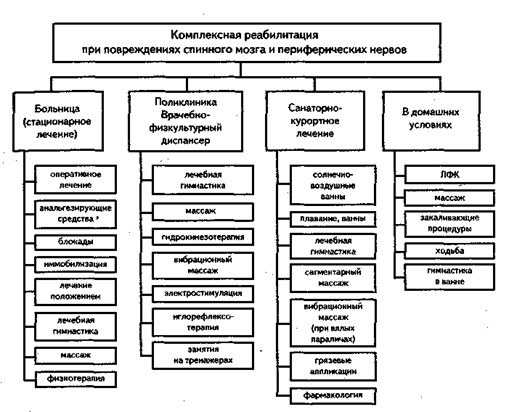 Комплексная реабилитация
при повреждениях спинного мозга и периферических нервов
Больница
(стационарное
лечение)
оперативное
лечение
анальгезирующие
средства
блокады
иммобилизация
лечение
положением
лечебная
гимнастика
массаж
физиотерапия
Поликлиника
Врачебно-
физкультурный
диспансер
лечебная
гимнастика
массаж
гидрокинезотерапия
вибрационный
массаж
электростимуляция
иглорефлексо-
терапия
занятия
на тренажерах
Санаторно-
курортное
лечение
солнечно-
воздушные
ванны
плавание, ванны
лечебная
гимнастика
сегментарный
массаж
вибрационный
массаж
(при вялых
параличах)
грязевые
аппликации
фармакология
В домашних
условиях
ЛФК
массаж
закаливающие
процедуры
ходьба
гимнастика
в ванне